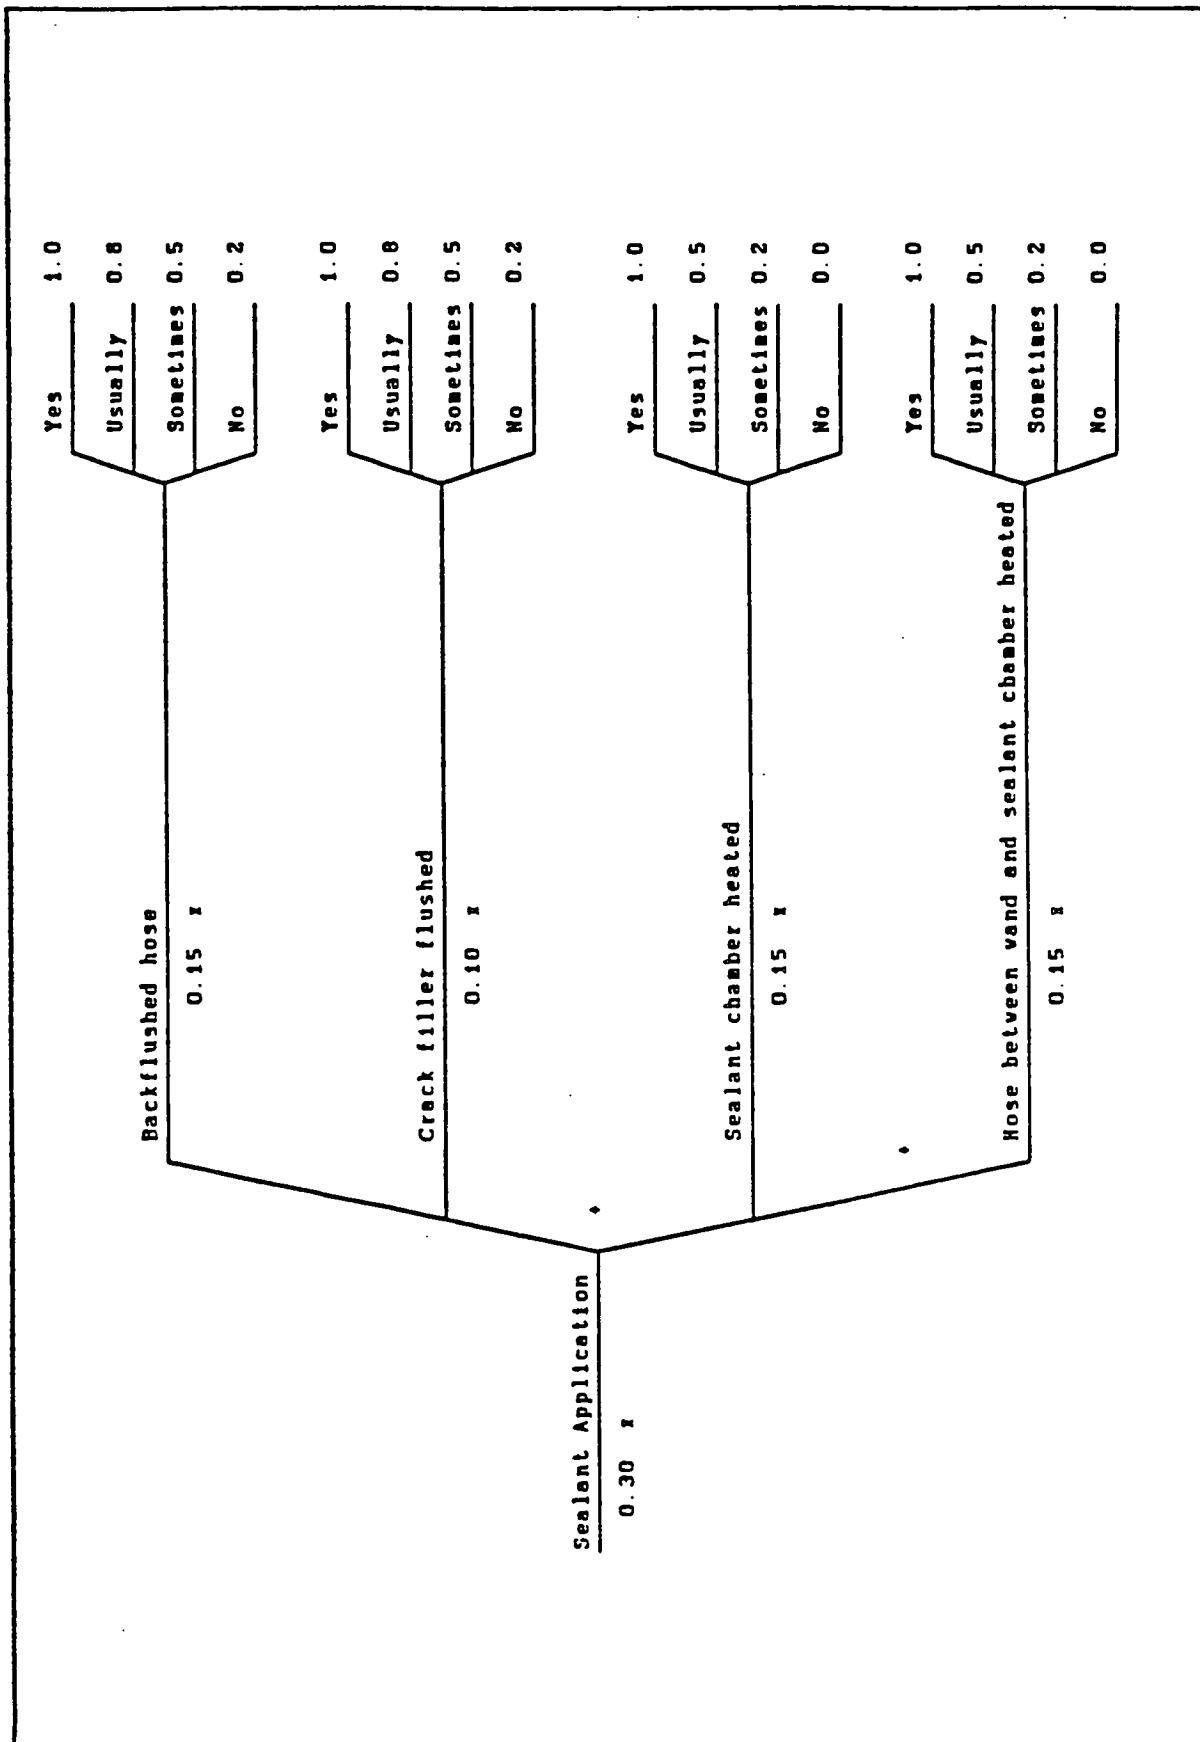 Yes 1.0
Usually 0.8
Backflushed hose
Sometimes 0.5
0.15 x
No 0.2
Yes 1.0
Usually 0.8
Crack filler flushed
Sometimes 0.5
0.10 x
No 0.2
Sealant Application
+
0.30 x
Yes 1.0
Usually 0.5
Sealant chamber heated
Sometimes 0.2
0.15 x
No 0.0
+
Yes 1.0
Usually 0.5
Hose between wand and sealant chamber heated
Sometimes 0.2
0.15 x
No 0.0